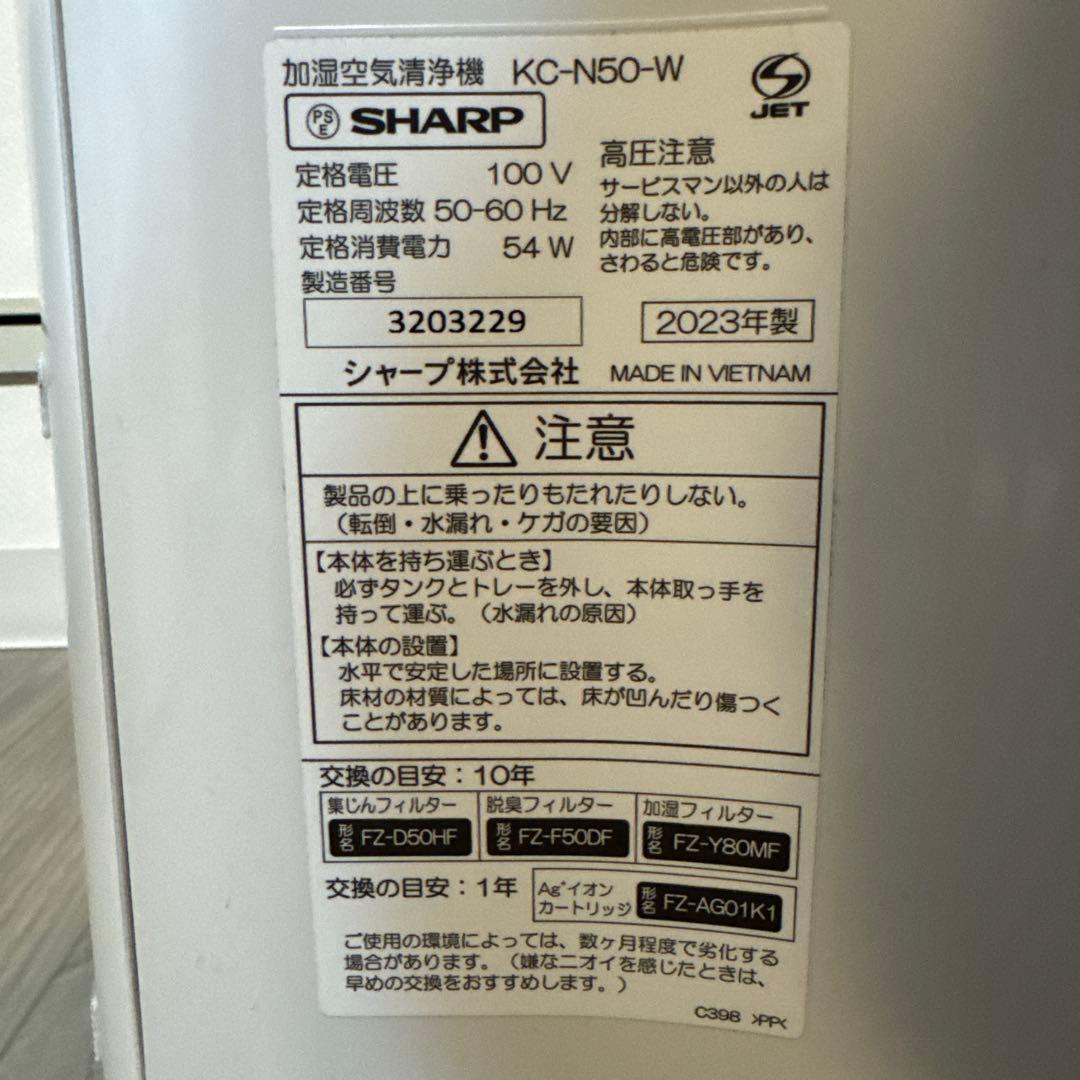 加湿空気清浄機 KC-N50-W
JET
PS
E
SHARP
定格電圧 100 V
定格周波数 50-60 Hz
定格消費電力 54 W
製造番号
3203229
高圧注意
サービスマン以外の人は
分解しない。
内部に高電圧部があり、
さわると危険です。
2023年製
シャープ株式会社 MADE IN VIETNAM
注意
製品の上に乗ったりもたれたりしない。
（転倒・水漏れ・ケガの要因）
【本体を持ち運ぶとき】
必ずタンクとトレーを外し、本体取っ手を
持って運ぶ。（水漏れの原因）
【本体の設置】
水平で安定した場所に設置する。
床材の材質によっては、床が凹んだり傷つく
ことがあります。
交換の目安：10年
集じんフィルター
形名 FZ-D50HF
脱臭フィルター
形名 FZ-F50DF
加湿フィルター
形名 FZ-Y80MF
交換の目安：1年
Ag⁺イオン
カートリッジ
形名 FZ-AG01K1
ご使用の環境によっては、数ヶ月程度で劣化する
場合があります。（嫌なニオイを感じたときは、
早めの交換をおすすめします。）
C398 >PP<